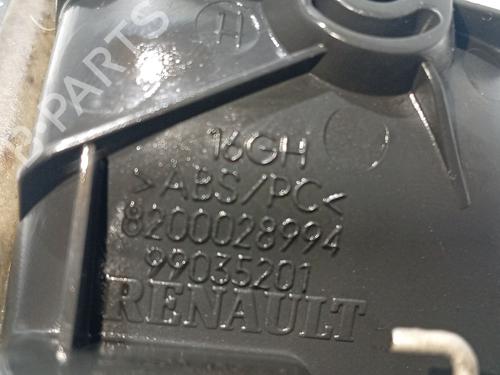 B-PARTS
H
16GH
>ABS/PC<
8200028994
99035201
RENAULT